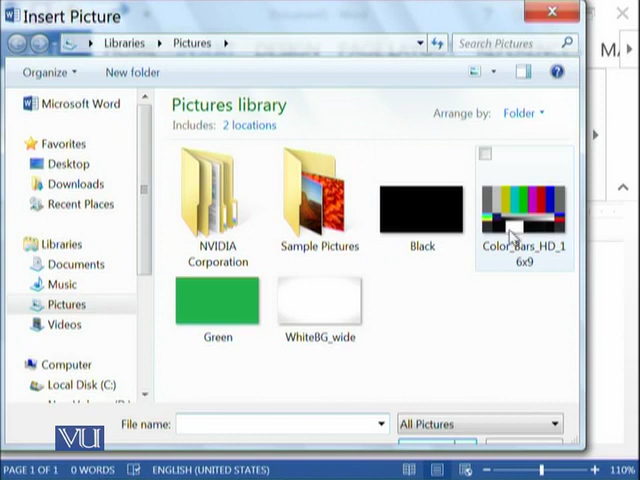 Insert Picture
Libraries
Pictures
Search Pictures
Organize
New folder
Microsoft Word
Favorites
Desktop
Downloads
Recent Places
Libraries
Documents
Music
Pictures
Videos
Computer
Local Disk (C:)
Pictures library
Includes: 2 locations
Arrange by: Folder
NVIDIA
Corporation
Sample Pictures
Black
Color_Bars_HD_1
6x9
Green
WhiteBG_wide
File name:
All Pictures
VU
PAGE 1 OF 1
0 WORDS
ENGLISH (UNITED STATES)
110%